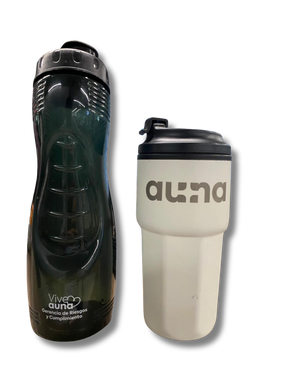 Vive
auna
Gerencia de Riesgos
y Cumplimiento
auna